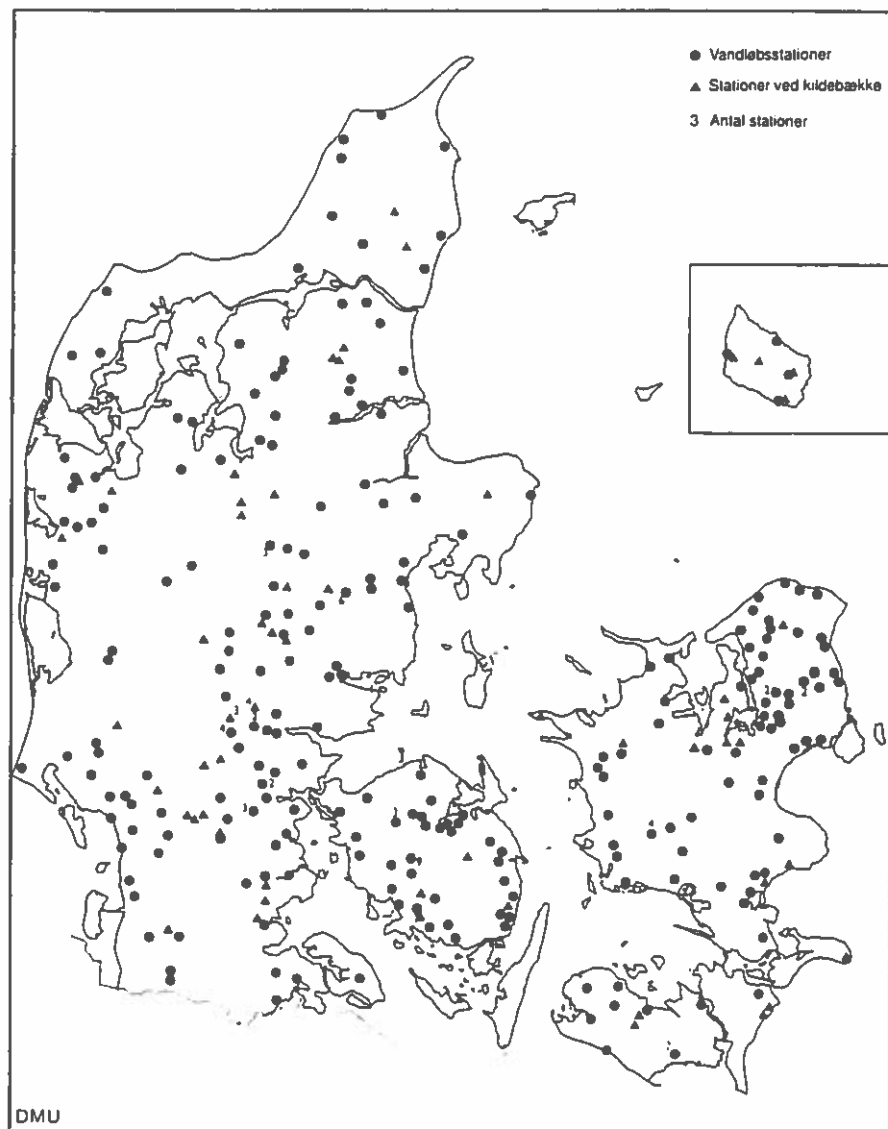 Vandløbsstationer
Stationer ved kildebække
3 Antal stationer
DMU